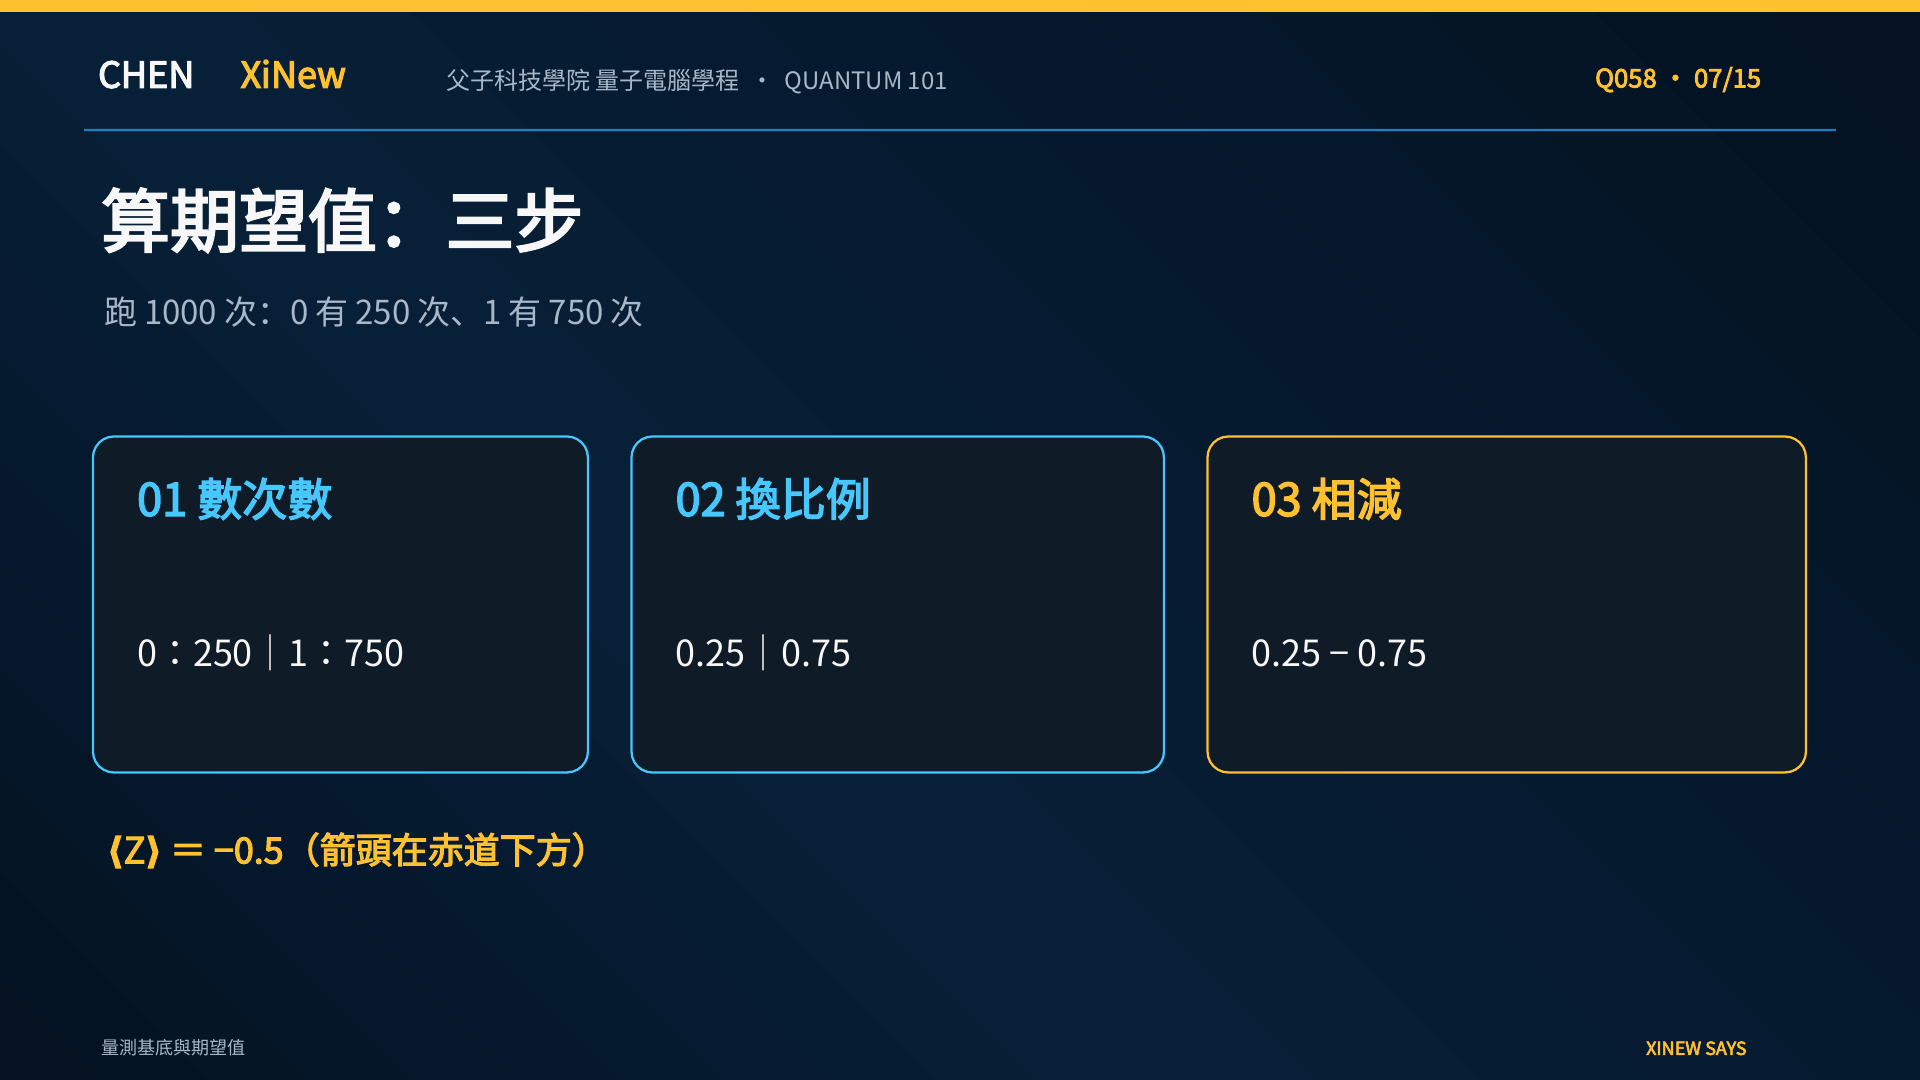 CHEN XiNew 父子科技學院 量子電腦學程 · QUANTUM 101 Q058 · 07/15
算期望值：三步
跑 1000 次：0 有 250 次、1 有 750 次
01 數次數
0：250｜1：750
02 換比例
0.25｜0.75
03 相減
0.25 − 0.75
⟨Z⟩ ＝ −0.5（箭頭在赤道下方）
量測基底與期望值 XINEW SAYS